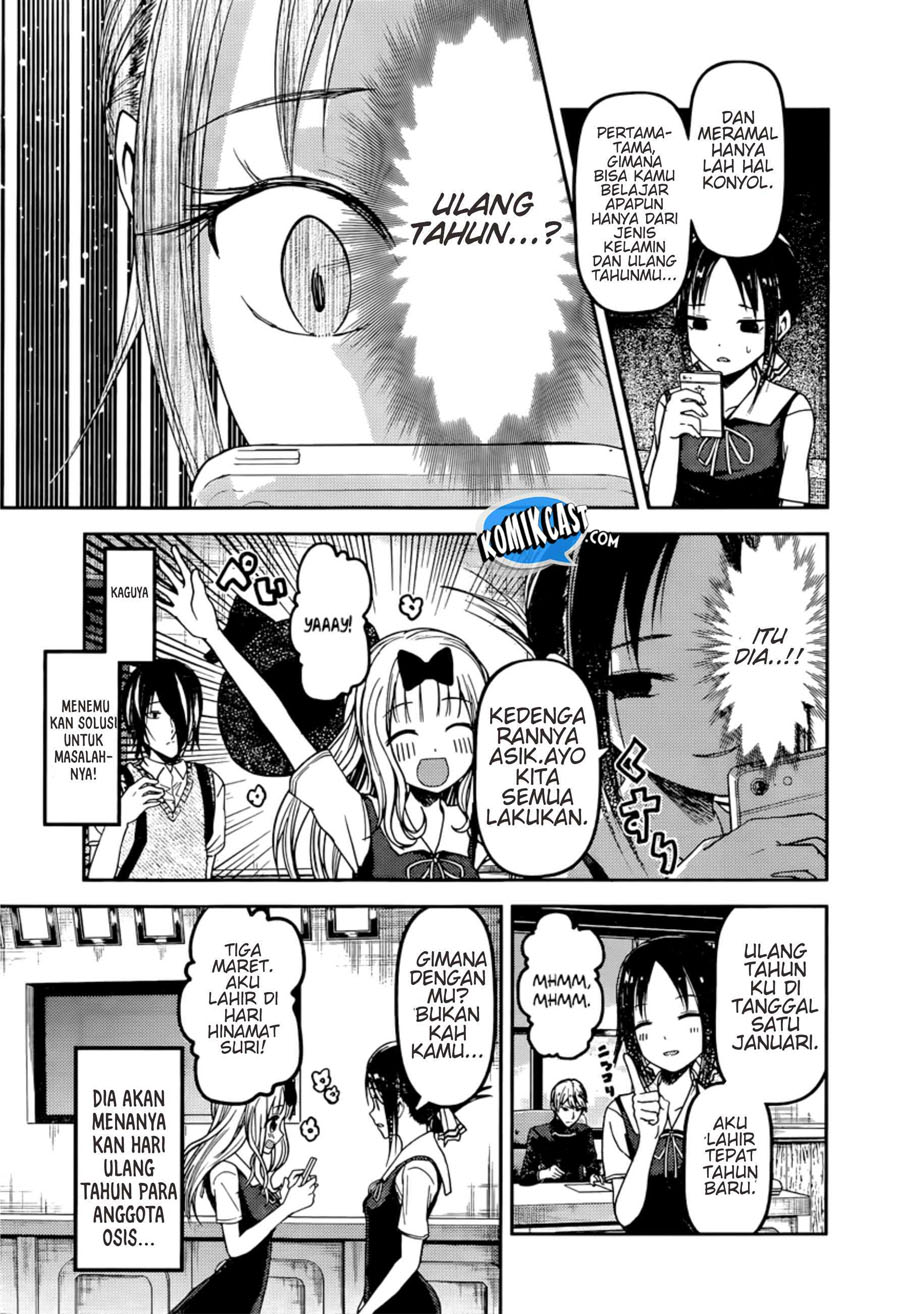 DAN
MERAMAL
HANYA
LAH HAL
KONYOL.
PERTAMA-
TAMA,
GIMANA
BISA KAMU
BELAJAR
APAPUN
HANYA DARI
JENIS
KELAMIN
DAN ULANG
TAHUNMU...
ULANG
TAHUN...?
KOMIKCAST
.COM
ITU
DIA..!!
KEDENGA
RANNYA
ASIK.AYO
KITA
SEMUA
LAKUKAN.
YAAAY!
ぺい
KAGUYA
MENEMU
KAN SOLUSI
UNTUK
MASALAH-
NYA!
ULANG
TAHUN
KU DI
TANGGAL
SATU
JANUARI.
AKU
LAHIR
TEPAT
TAHUN
BARU.
MHMM,
MHMM.
GIMANA
DENGAN
MU?
BUKAN
KAH
KAMU...
TIGA
MARET.
AKU
LAHIR DI
HARI
HINAMAT
SURI!
DIA AKAN
MENANYA
KAN HARI
ULANG
TAHUN PARA
ANGGOTA
OSIS...